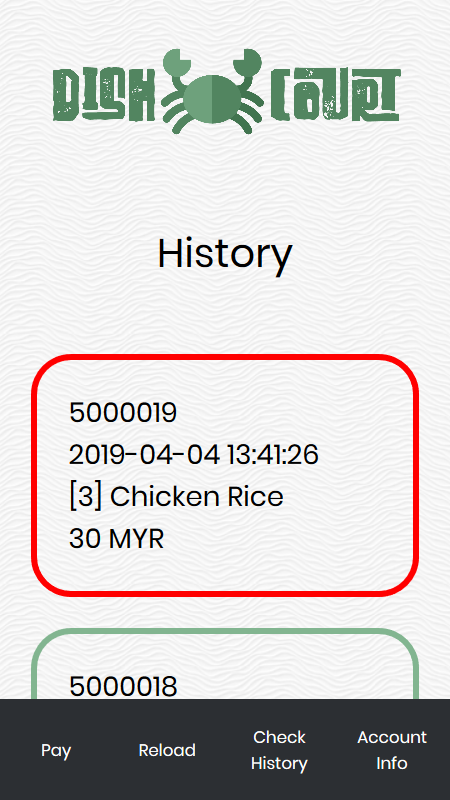 DISH COURT
History
5000019
2019-04-04 13:41:26
[3] Chicken Rice
30 MYR
5000018
Pay
Reload
Check
History
Account
Info